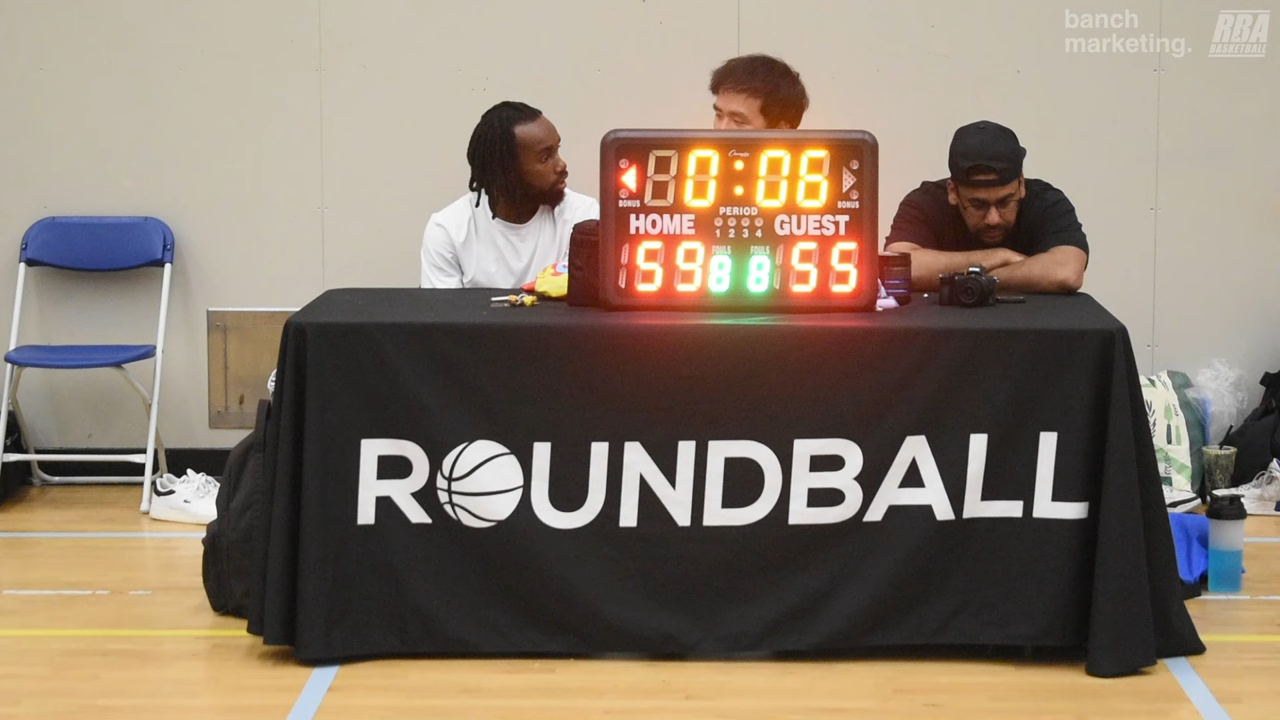 banch
marketing.
RBA
BASKETBALL
Champion
0:06
BONUS
BONUS
PERIOD
HOME
GUEST
1 2 3 4
FOULS
FOULS
59
8
8
55
ROUNDBALL